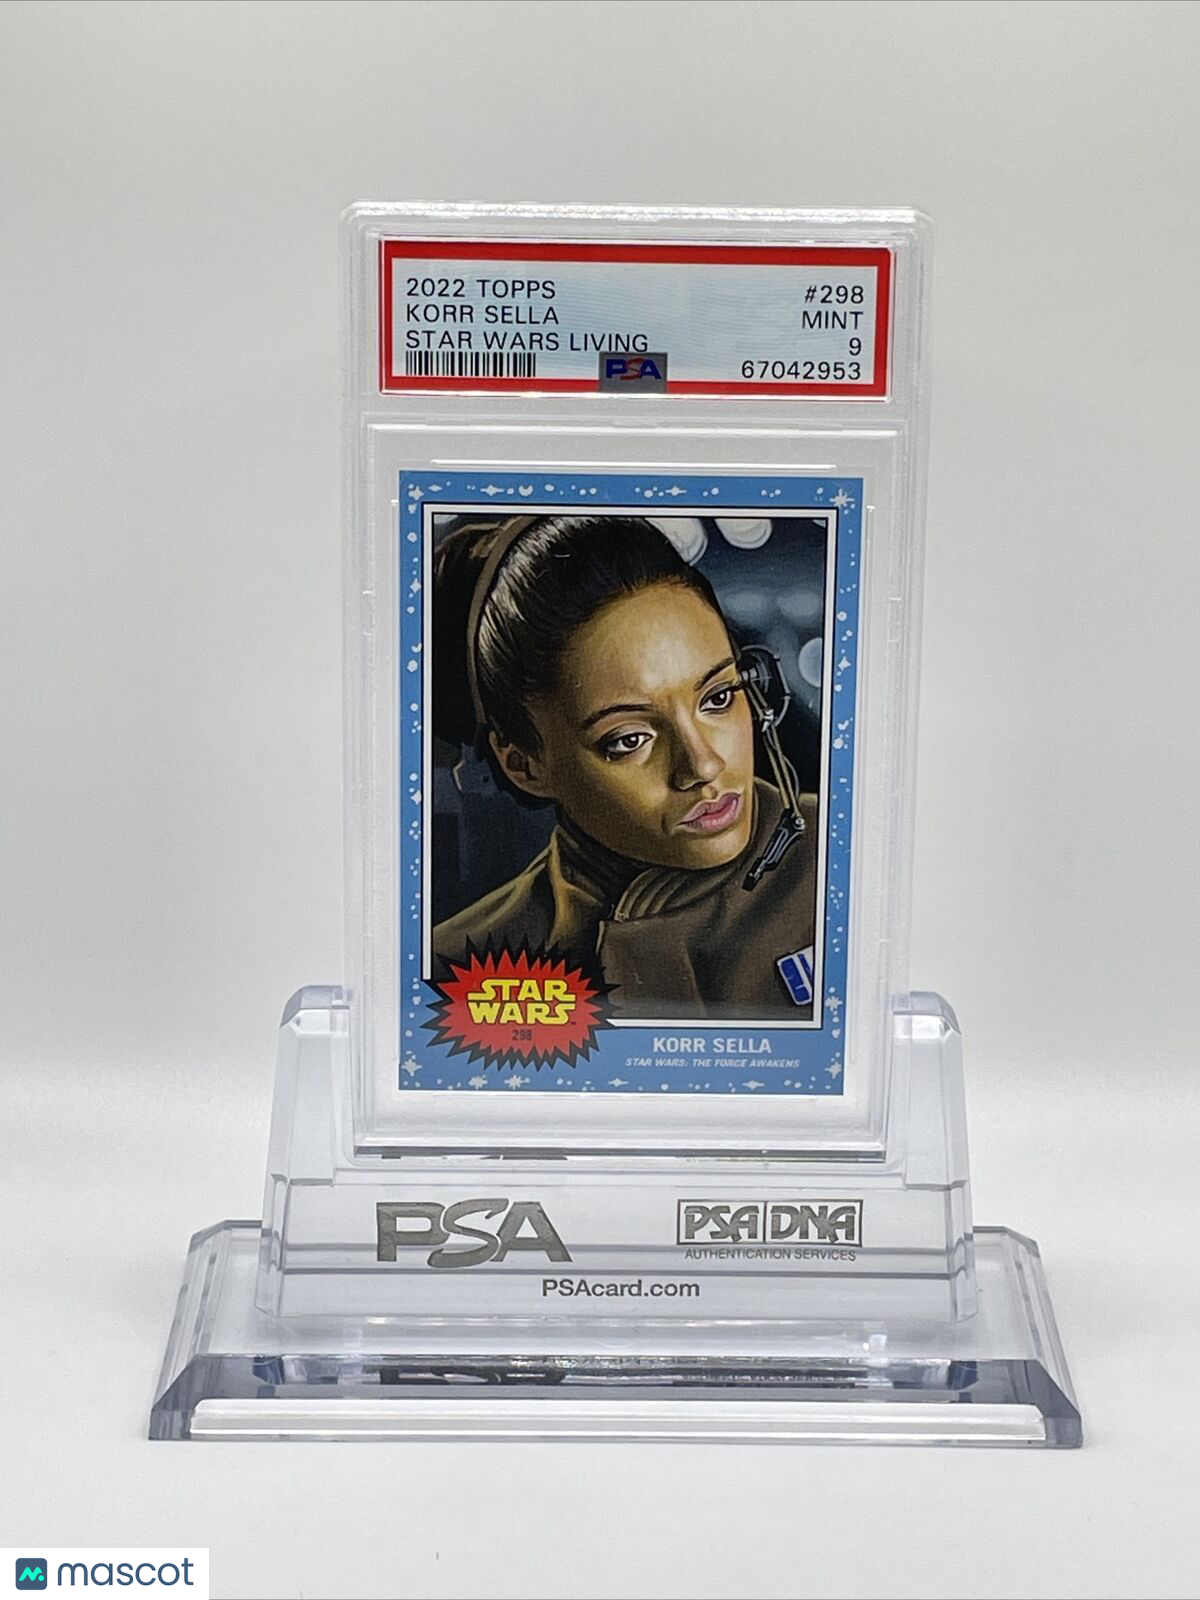 2022 TOPPS #298
KORR SELLA MINT
STAR WARS LIVING 9
PSA 67042953
STAR
WARS
298
KORR SELLA
STAR WARS: THE FORCE AWAKENS
PSA PSA DNA
AUTHENTICATION SERVICES
PSAcard.com
mascot